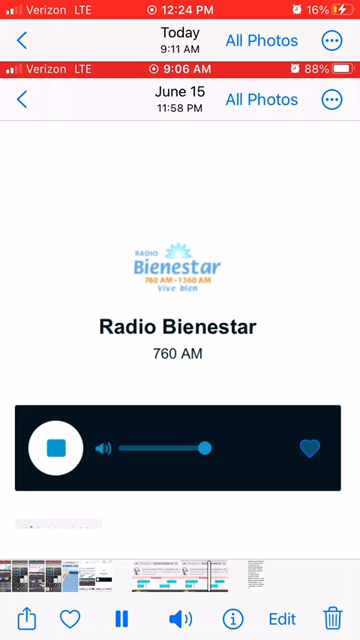 Verizon LTE 12:24 PM 16%
Today
9:11 AM
All Photos
Verizon LTE 9:06 AM 88%
June 15
11:58 PM
All Photos
RADIO
Bienestar
760 AM - 1360 AM
Vive bien
Radio Bienestar
760 AM
Edit